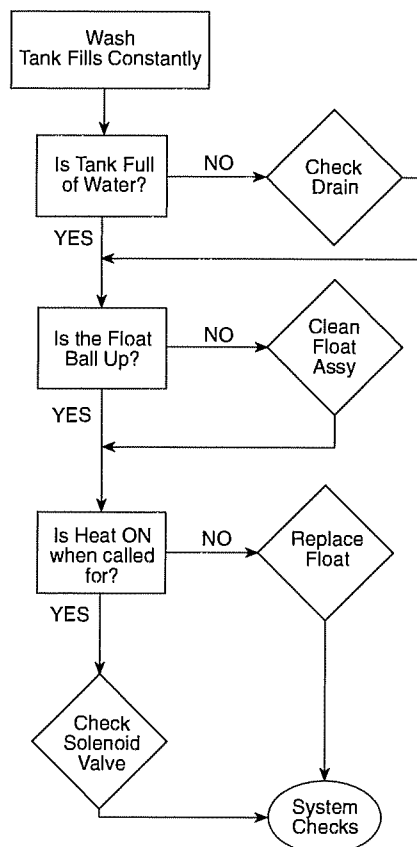 Wash
Tank Fills Constantly
Is Tank Full
of Water?
NO
Check
Drain
YES
Is the Float
Ball Up?
NO
Clean
Float
Assy
YES
Is Heat ON
when called
for?
NO
Replace
Float
YES
Check
Solenoid
Valve
System
Checks